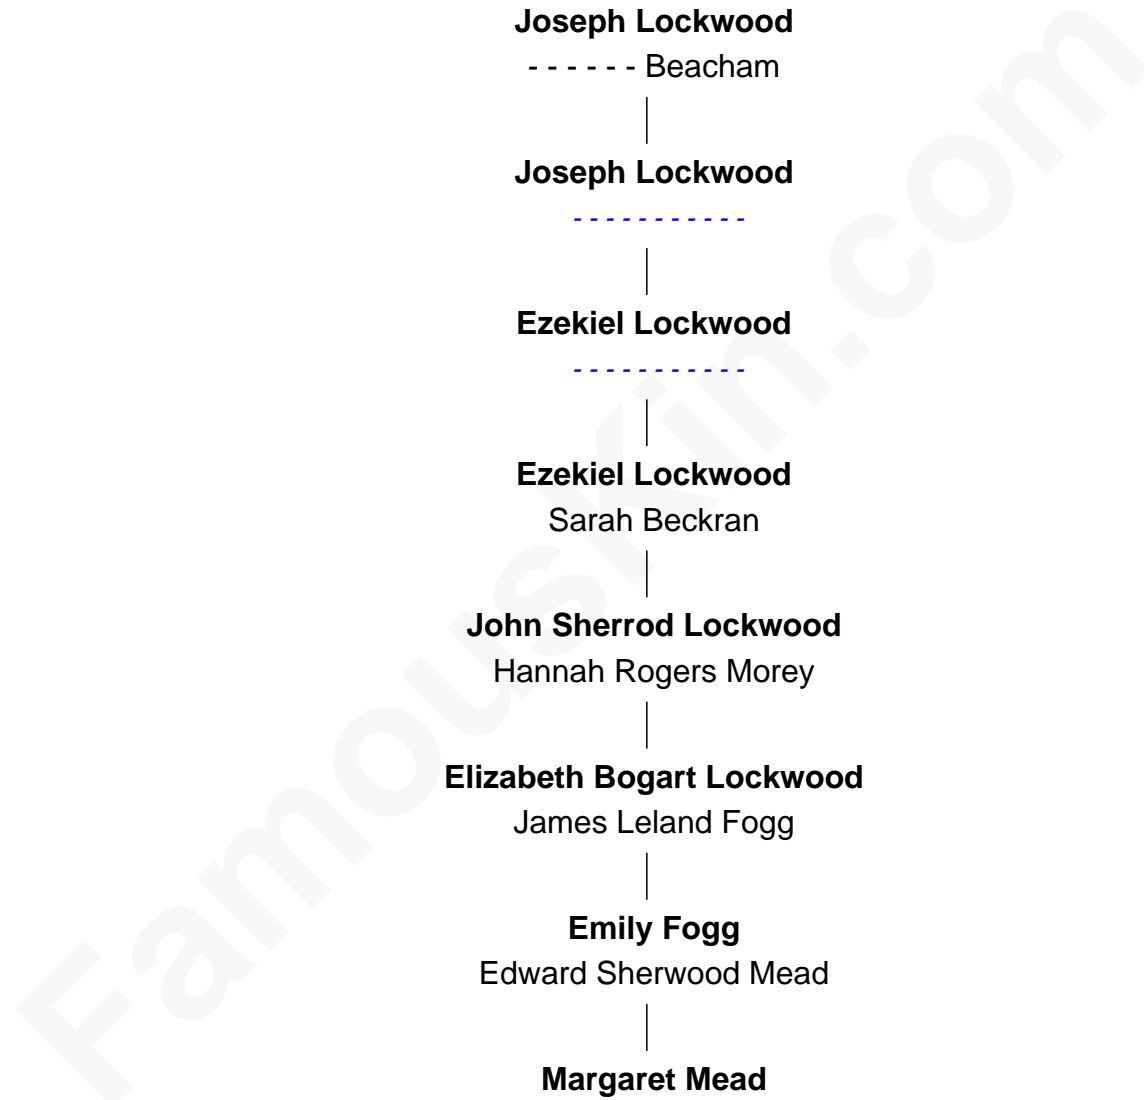 Joseph Lockwood
- - - - - - Beacham
Joseph Lockwood
- - - - - - - - - - -
Ezekiel Lockwood
- - - - - - - - - - -
Ezekiel Lockwood
Sarah Beckran
John Sherrod Lockwood
Hannah Rogers Morey
Elizabeth Bogart Lockwood
James Leland Fogg
Emily Fogg
Edward Sherwood Mead
Margaret Mead
FamousKin.com